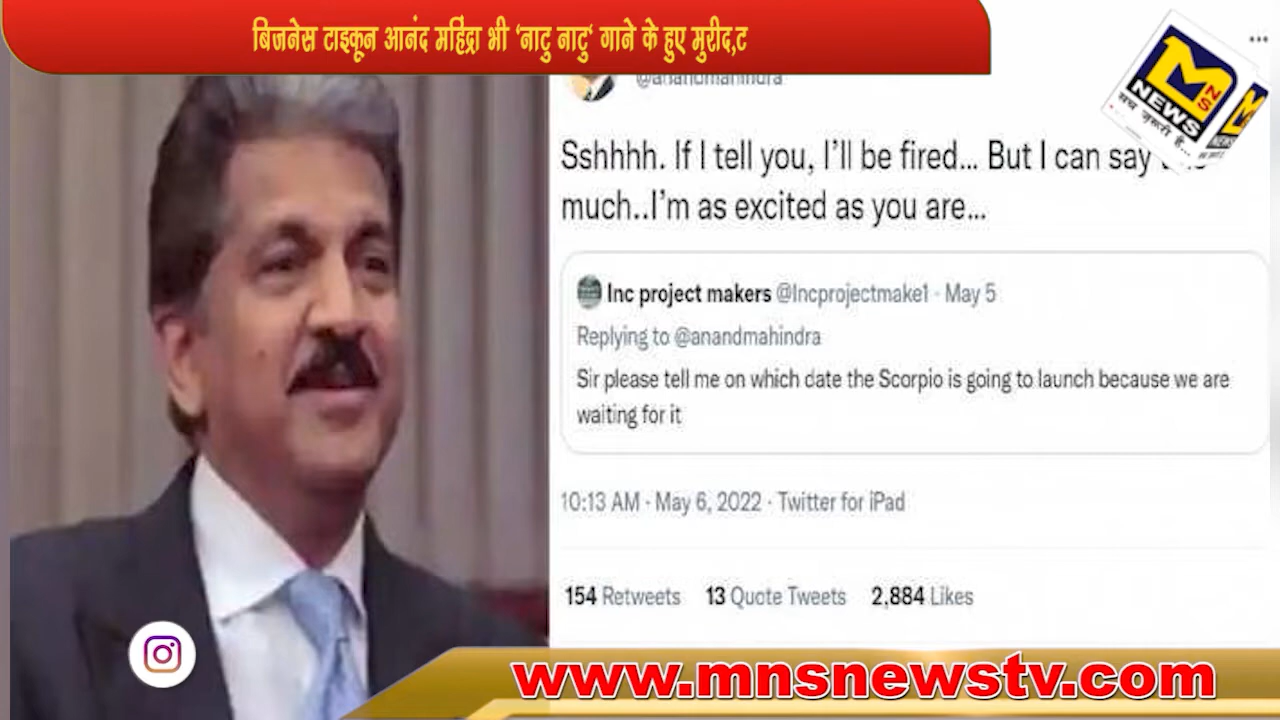 बिजनेस टाइकून आनंद महिंद्रा भी 'नाटु नाटु' गाने के हुए मुरीद,ट
@anandmahindra
Sshhhh. If I tell you, I'll be fired... But I can say
much..I'm as excited as you are...
Inc project makers @Incprojectmake1 · May 5
Replying to @anandmahindra
Sir please tell me on which date the Scorpio is going to launch because we are
waiting for it
10:13 AM · May 6, 2022 · Twitter for iPad
154 Retweets 13 Quote Tweets 2,884 Likes
MNS
NEWS
सच ज़रूरी है...
www.mnsnewstv.com